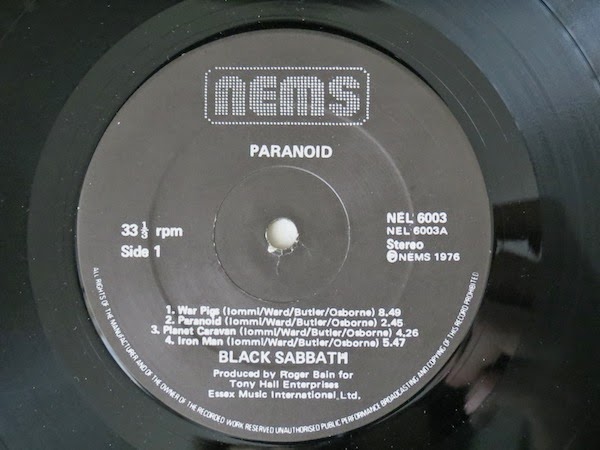 nems
PARANOID
33 1/3 rpm
Side 1
NEL 6003
NEL 6003A
Stereo
Ⓟ NEMS 1976
1. War Pigs (Iommi/Ward/Butler/Osborne) 8.49
2. Paranoid (Iommi/Ward/Butler/Osborne) 2.45
3. Planet Caravan (Iommi/Ward/Butler/Osborne) 4.26
4. Iron Man (Iommi/Ward/Butler/Osborne) 5.47
BLACK SABBATH
Produced by Roger Bain for
Tony Hall Enterprises
Essex Music International, Ltd.
ALL RIGHTS OF THE MANUFACTURER AND OF THE OWNER OF THE RECORDED WORK RESERVED UNAUTHORISED PUBLIC PERFORMANCE BROADCASTING AND COPYING OF THIS RECORD PROHIBITED